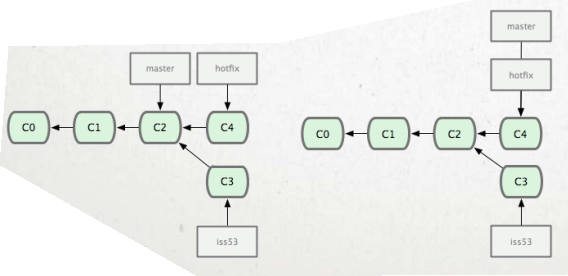 master hotfix
C0 C1 C2 C4
C3
iss53
master
hotfix
C0 C1 C2 C4
C3
iss53